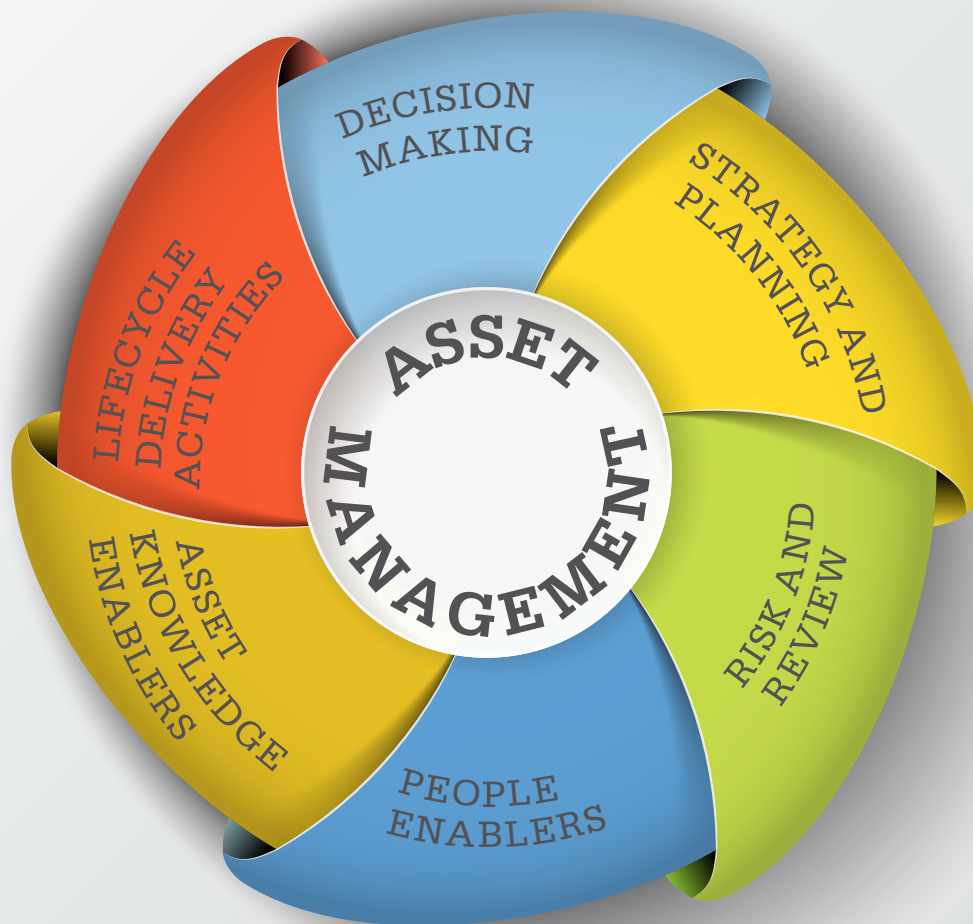 DECISION
MAKING
STRATEGY AND
PLANNING
RISK AND
REVIEW
PEOPLE
ENABLERS
ASSET
KNOWLEDGE
ENABLERS
LIFECYCLE
DELIVERY
ACTIVITIES
ASSET
MANAGEMENT